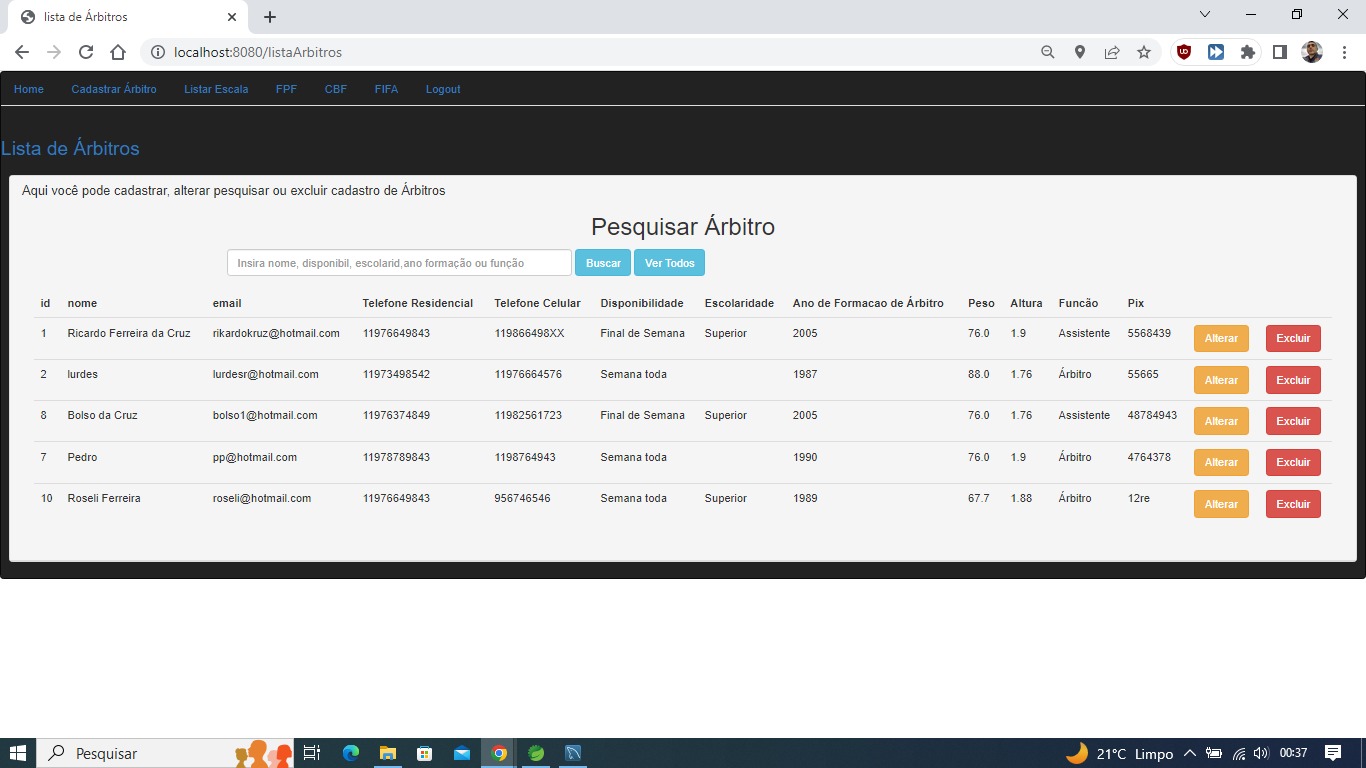 lista de Árbitros
localhost:8080/listaArbitros
Home Cadastrar Árbitro Listar Escala FPF CBF FIFA Logout
Lista de Árbitros
Aqui você pode cadastrar, alterar pesquisar ou excluir cadastro de Árbitros
Pesquisar Árbitro
Insira nome, disponibil, escolarid,ano formação ou função Buscar Ver Todos
id nome email Telefone Residencial Telefone Celular Disponibilidade Escolaridade Ano de Formacao de Árbitro Peso Altura Funcão Pix
1 Ricardo Ferreira da Cruz rikardokruz@hotmail.com 11976649843 119866498XX Final de Semana Superior 2005 76.0 1.9 Assistente 5568439 Alterar Excluir
2 lurdes lurdesr@hotmail.com 11973498542 11976664576 Semana toda 1987 88.0 1.76 Árbitro 55665 Alterar Excluir
8 Bolso da Cruz bolso1@hotmail.com 11976374849 11982561723 Final de Semana Superior 2005 76.0 1.76 Assistente 48784943 Alterar Excluir
7 Pedro pp@hotmail.com 11978789843 1198764943 Semana toda 1990 76.0 1.9 Árbitro 4764378 Alterar Excluir
10 Roseli Ferreira roseli@hotmail.com 11976649843 956746546 Semana toda Superior 1989 67.7 1.88 Árbitro 12re Alterar Excluir
Pesquisar 21°C Limpo 00:37